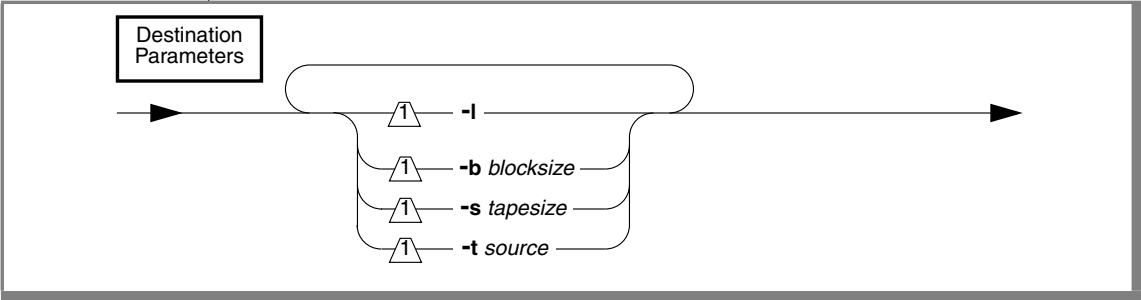 Destination
Parameters
1 -l
1 -b blocksize
1 -s tapesize
1 -t source